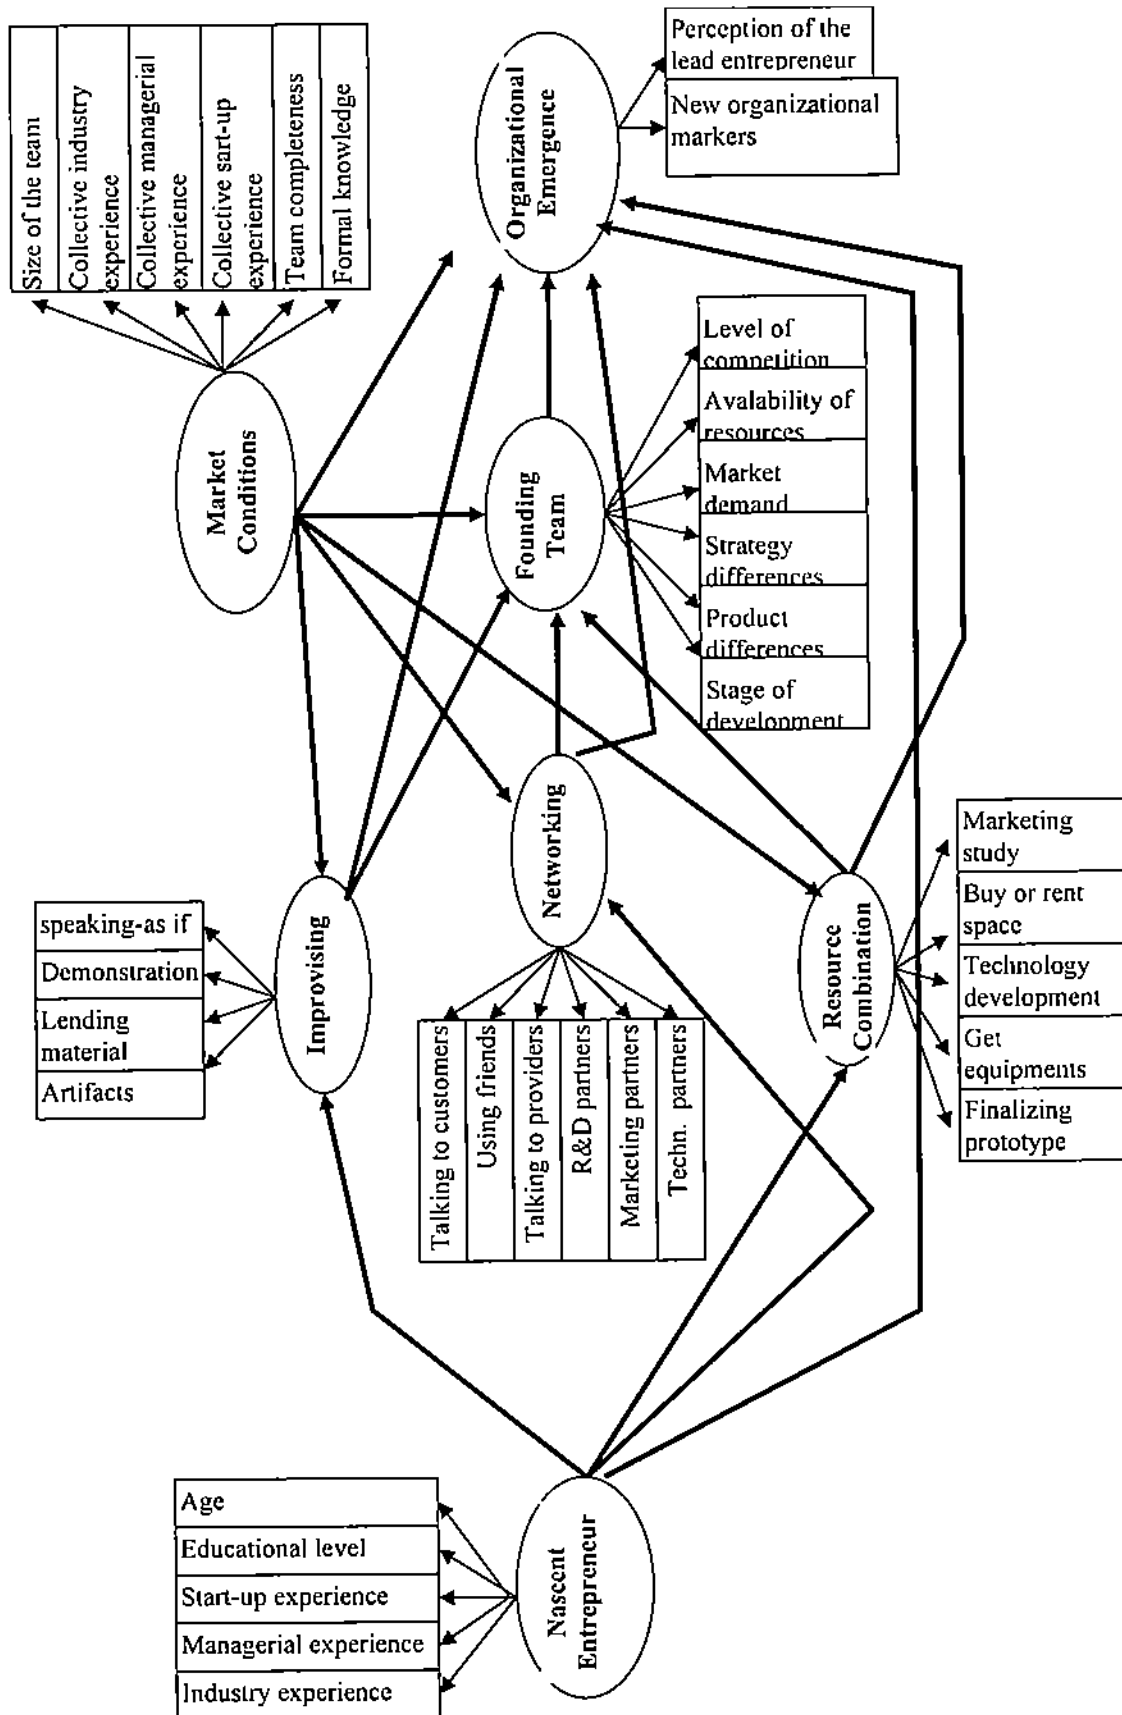 Size of the team
Collective industry
experience
Collective managerial
experience
Collective sart-up
experience
Team completeness
Formal knowledge
Market
Conditions
Organizational
Emergence
Perception of the
lead entrepreneur
New organizational
markers
Founding
Team
Level of
competition
Avalability of
resources
Market
demand
Strategy
differences
Product
differences
Stage of
development
speaking-as if
Demonstration
Lending
material
Artifacts
Improvising
Networking
Talking to customers
Using friends
Talking to providers
R&D partners
Marketing partners
Techn. partners
Resource
Combination
Marketing
study
Buy or rent
space
Technology
development
Get
equipments
Finalizing
prototype
Age
Educational level
Start-up experience
Managerial experience
Industry experience
Nascent
Entrepreneur